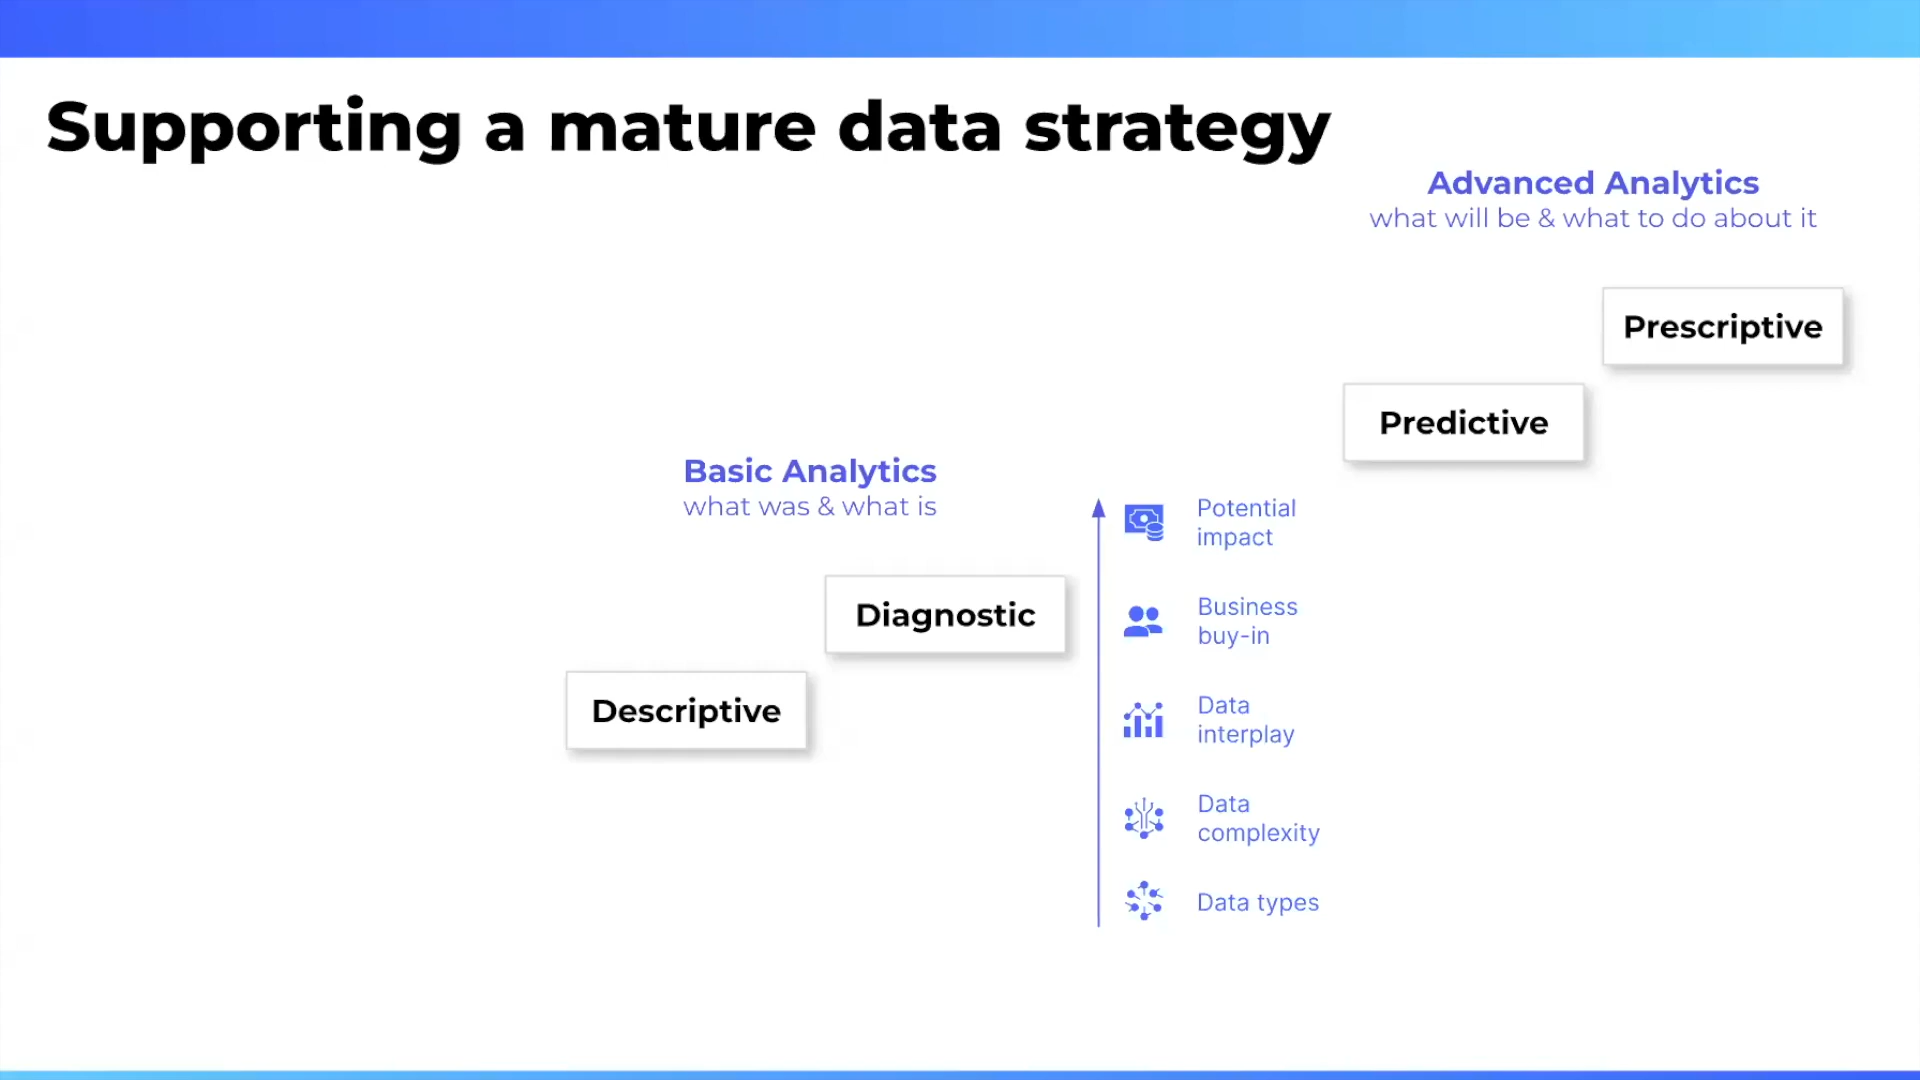 Supporting a mature data strategy
Advanced Analytics
what will be & what to do about it
Prescriptive
Predictive
Basic Analytics
what was & what is
Diagnostic
Descriptive
Potential
impact
Business
buy-in
Data
interplay
Data
complexity
Data types